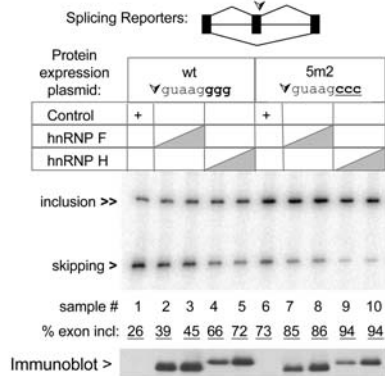 Splicing Reporters:
Protein expression plasmid:
wt
guaagggg
5m2
guaagccc
Control + +
hnRNP F
hnRNP H
inclusion >>
skipping >
sample # 1 2 3 4 5 6 7 8 9 10
% exon incl: 26 39 45 66 72 73 85 86 94 94
Immunoblot >